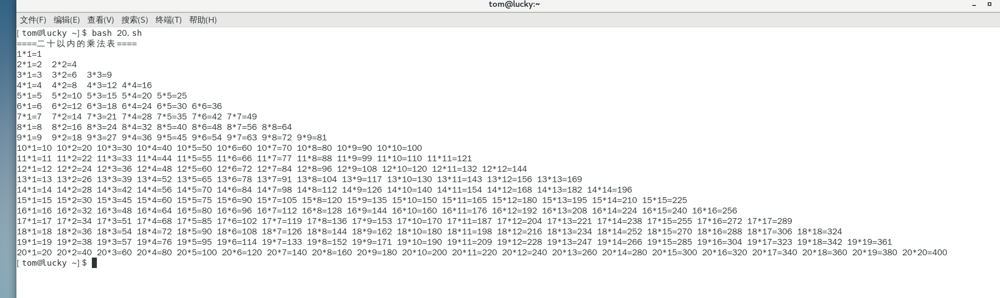 tom@lucky:~
文件(F) 编辑(E) 查看(V) 搜索(S) 终端(T) 帮助(H)
[tom@lucky ~]$ bash 20.sh
====二十以内的乘法表====
1*1=1
2*1=2  2*2=4
3*1=3  3*2=6  3*3=9
4*1=4  4*2=8  4*3=12 4*4=16
5*1=5  5*2=10 5*3=15 5*4=20 5*5=25
6*1=6  6*2=12 6*3=18 6*4=24 6*5=30 6*6=36
7*1=7  7*2=14 7*3=21 7*4=28 7*5=35 7*6=42 7*7=49
8*1=8  8*2=16 8*3=24 8*4=32 8*5=40 8*6=48 8*7=56 8*8=64
9*1=9  9*2=18 9*3=27 9*4=36 9*5=45 9*6=54 9*7=63 9*8=72 9*9=81
10*1=10 10*2=20 10*3=30 10*4=40 10*5=50 10*6=60 10*7=70 10*8=80 10*9=90 10*10=100
11*1=11 11*2=22 11*3=33 11*4=44 11*5=55 11*6=66 11*7=77 11*8=88 11*9=99 11*10=110 11*11=121
12*1=12 12*2=24 12*3=36 12*4=48 12*5=60 12*6=72 12*7=84 12*8=96 12*9=108 12*10=120 12*11=132 12*12=144
13*1=13 13*2=26 13*3=39 13*4=52 13*5=65 13*6=78 13*7=91 13*8=104 13*9=117 13*10=130 13*11=143 13*12=156 13*13=169
14*1=14 14*2=28 14*3=42 14*4=56 14*5=70 14*6=84 14*7=98 14*8=112 14*9=126 14*10=140 14*11=154 14*12=168 14*13=182 14*14=196
15*1=15 15*2=30 15*3=45 15*4=60 15*5=75 15*6=90 15*7=105 15*8=120 15*9=135 15*10=150 15*11=165 15*12=180 15*13=195 15*14=210 15*15=225
16*1=16 16*2=32 16*3=48 16*4=64 16*5=80 16*6=96 16*7=112 16*8=128 16*9=144 16*10=160 16*11=176 16*12=192 16*13=208 16*14=224 16*15=240 16*16=256
17*1=17 17*2=34 17*3=51 17*4=68 17*5=85 17*6=102 17*7=119 17*8=136 17*9=153 17*10=170 17*11=187 17*12=204 17*13=221 17*14=238 17*15=255 17*16=272 17*17=289
18*1=18 18*2=36 18*3=54 18*4=72 18*5=90 18*6=108 18*7=126 18*8=144 18*9=162 18*10=180 18*11=198 18*12=216 18*13=234 18*14=252 18*15=270 18*16=288 18*17=306 18*18=324
19*1=19 19*2=38 19*3=57 19*4=76 19*5=95 19*6=114 19*7=133 19*8=152 19*9=171 19*10=190 19*11=209 19*12=228 19*13=247 19*14=266 19*15=285 19*16=304 19*17=323 19*18=342 19*19=361
20*1=20 20*2=40 20*3=60 20*4=80 20*5=100 20*6=120 20*7=140 20*8=160 20*9=180 20*10=200 20*11=220 20*12=240 20*13=260 20*14=280 20*15=300 20*16=320 20*17=340 20*18=360 20*19=380 20*20=400
[tom@lucky ~]$